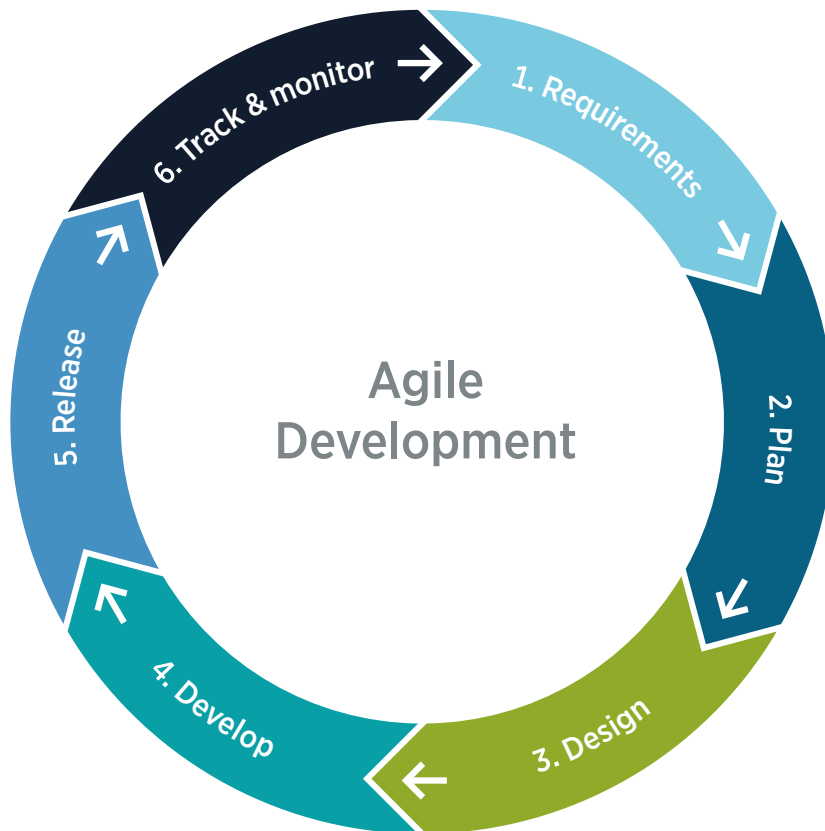 1. Requirements
2. Plan
3. Design
4. Develop
5. Release
6. Track & monitor
Agile
Development